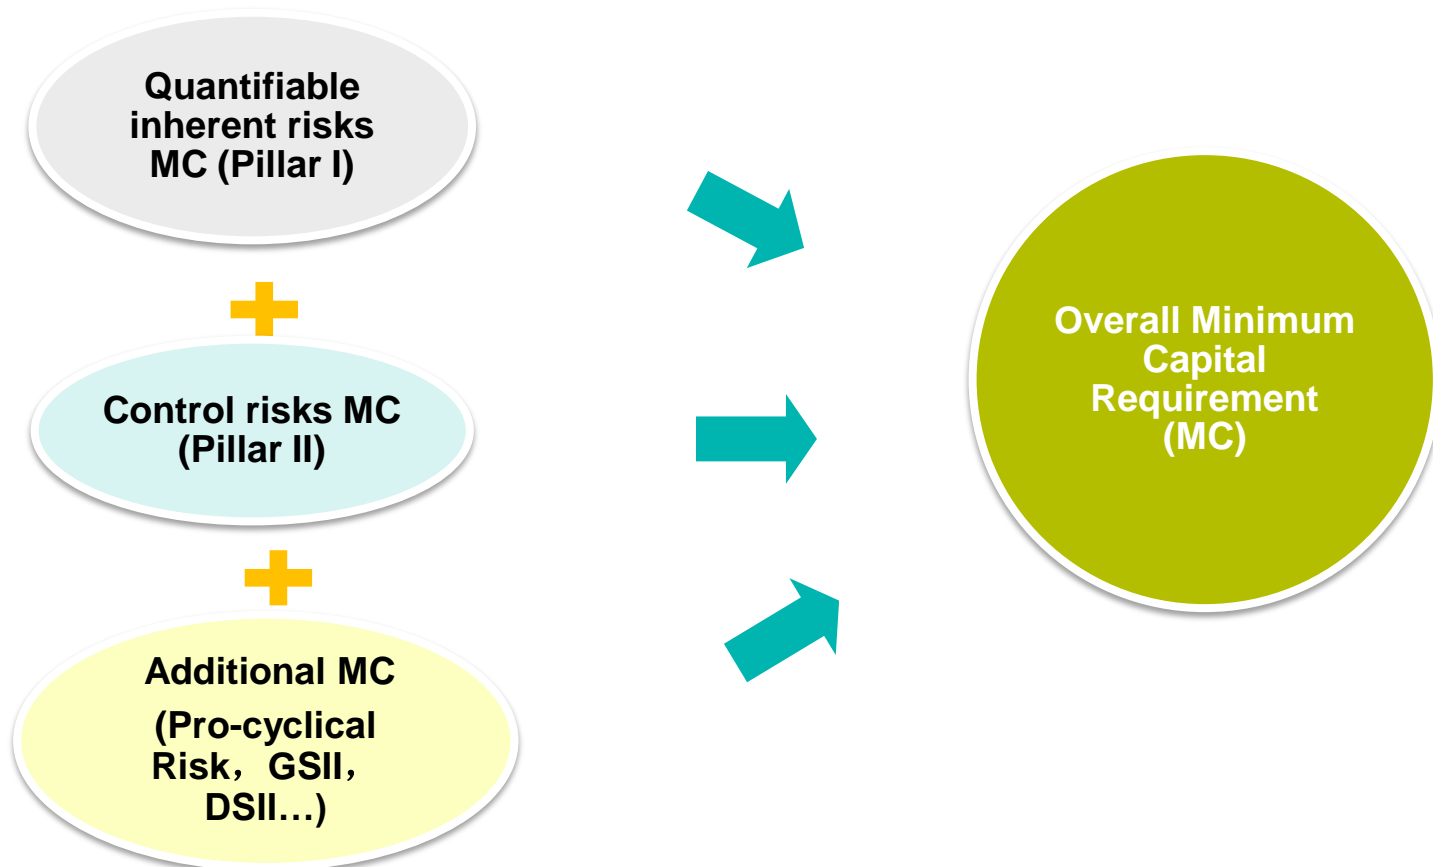 Quantifiable
inherent risks
MC (Pillar I)
Control risks MC
(Pillar II)
Additional MC
(Pro-cyclical
Risk，GSII，
DSII…)
Overall Minimum
Capital
Requirement
(MC)